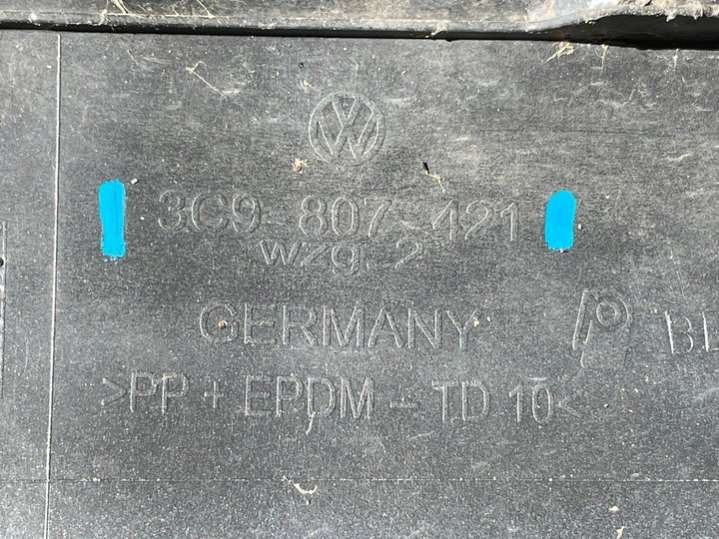 3C9 807 421
wzg. 2
GERMANY
>PP + EPDM - TD 10<